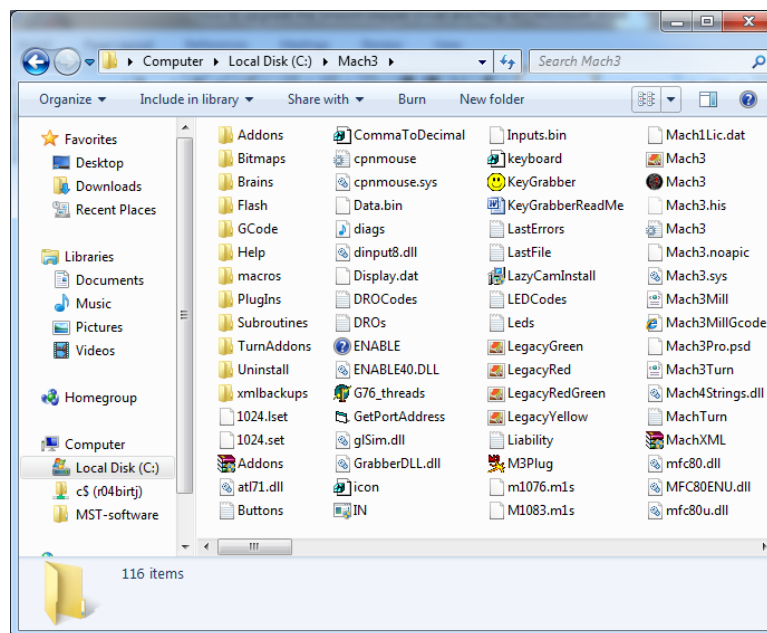 Computer Local Disk (C:) Mach3
Search Mach3
Organize Include in library Share with Burn New folder
Favorites
Desktop
Downloads
Recent Places
Libraries
Documents
Music
Pictures
Videos
Homegroup
Computer
Local Disk (C:)
c$ (r04birtj)
MST-software
Addons
Bitmaps
Brains
Flash
GCode
Help
macros
PlugIns
Subroutines
TurnAddons
Uninstall
xmlbackups
1024.lset
1024.set
Addons
atl71.dll
Buttons
CommaToDecimal
cpnmouse
cpnmouse.sys
Data.bin
diags
dinput8.dll
Display.dat
DROCodes
DROs
ENABLE
ENABLE40.DLL
G76_threads
GetPortAddress
glSim.dll
GrabberDLL.dll
icon
IN
Inputs.bin
keyboard
KeyGrabber
KeyGrabberReadMe
LastErrors
LastFile
LazyCamInstall
LEDCodes
Leds
LegacyGreen
LegacyRed
LegacyRedGreen
LegacyYellow
Liability
M3Plug
m1076.m1s
M1083.m1s
Mach1Lic.dat
Mach3
Mach3
Mach3.his
Mach3
Mach3.noapic
Mach3.sys
Mach3Mill
Mach3MillGcode
Mach3Pro.psd
Mach3Turn
Mach4Strings.dll
MachTurn
MachXML
mfc80.dll
MFC80ENU.dll
mfc80u.dll
116 items